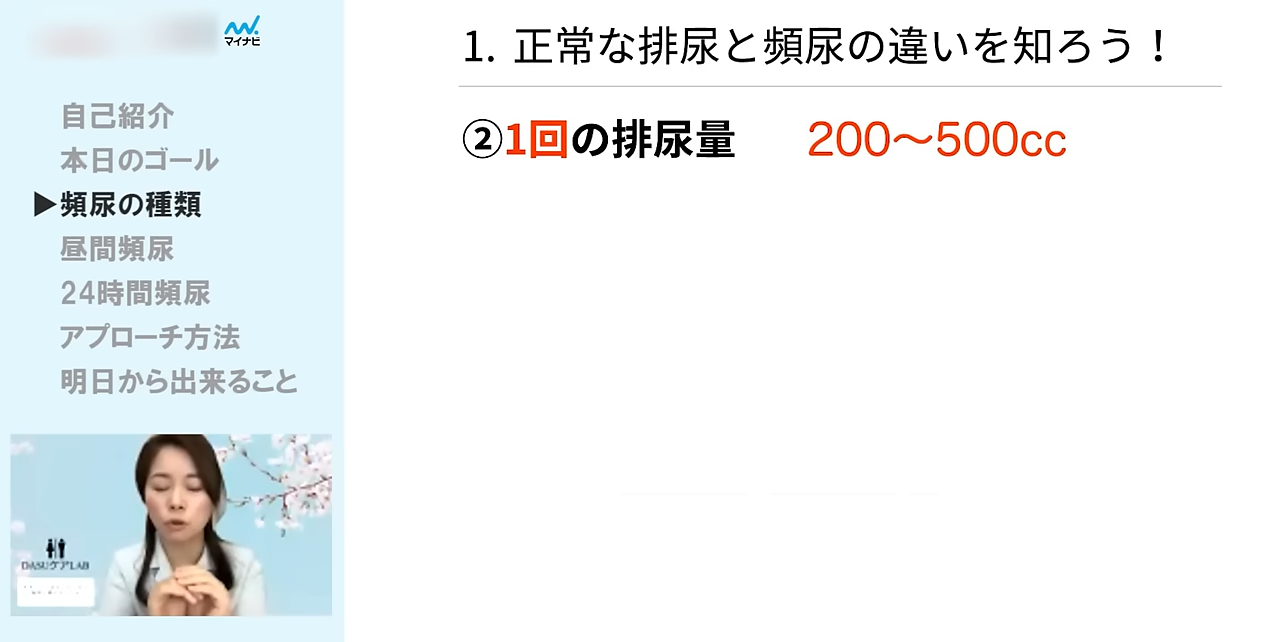 マイナビ
自己紹介
本日のゴール
▶頻尿の種類
昼間頻尿
24時間頻尿
アプローチ方法
明日から出来ること
DASUケアLAB
1. 正常な排尿と頻尿の違いを知ろう！
②1回の排尿量 200〜500cc